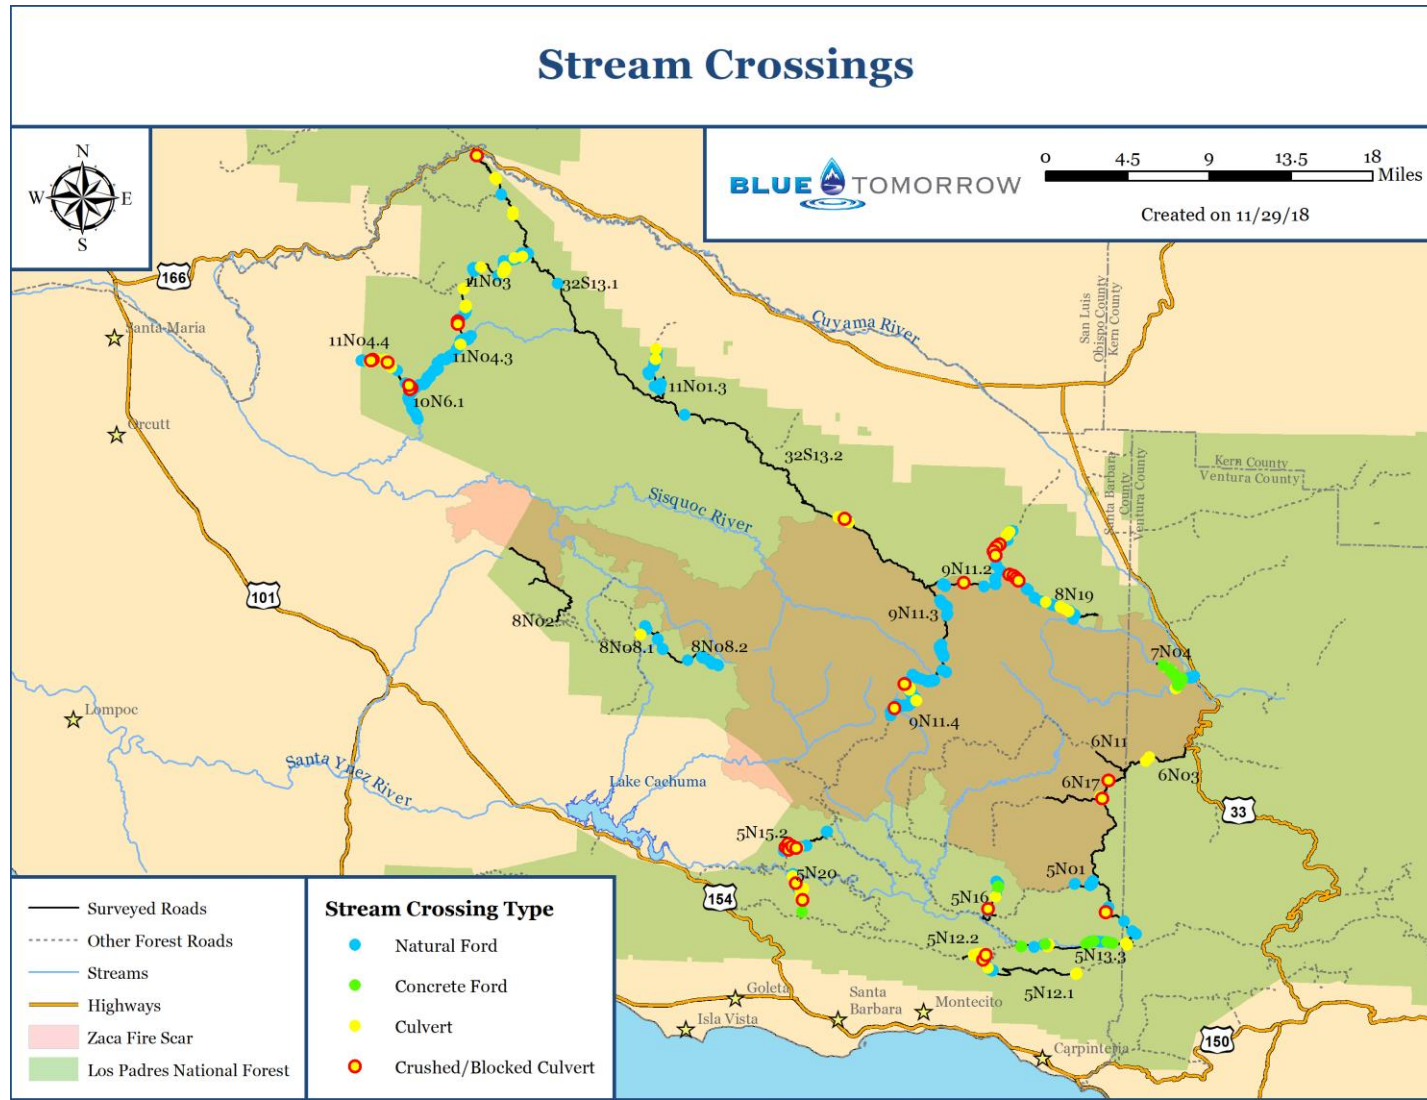 Stream Crossings
N
W
E
S
BLUE TOMORROW
0 4.5 9 13.5 18
Miles
Created on 11/29/18
166
11N03
32S13.1
Cuyama River
San Luis
Obispo County
Kern County
Santa Maria
11N04.4
11N04.3
11N01.3
10N6.1
Orcutt
32S13.2
Kern County
Ventura County
Santa Barbara
County
Ventura County
Sisquoc River
9N11.2
101
8N19
9N11.3
8N02
8N08.1
8N08.2
7N04
Lompoc
9N11.4
6N11
Santa Ynez River
Lake Cachuma
6N03
6N17
33
5N15.2
5N20
5N01
154
5N16
5N12.2
5N13.3
5N12.1
Goleta
Santa
Barbara
Montecito
Isla Vista
150
Carpinteria
Surveyed Roads
Other Forest Roads
Streams
Highways
Zaca Fire Scar
Los Padres National Forest
Stream Crossing Type
Natural Ford
Concrete Ford
Culvert
Crushed/Blocked Culvert